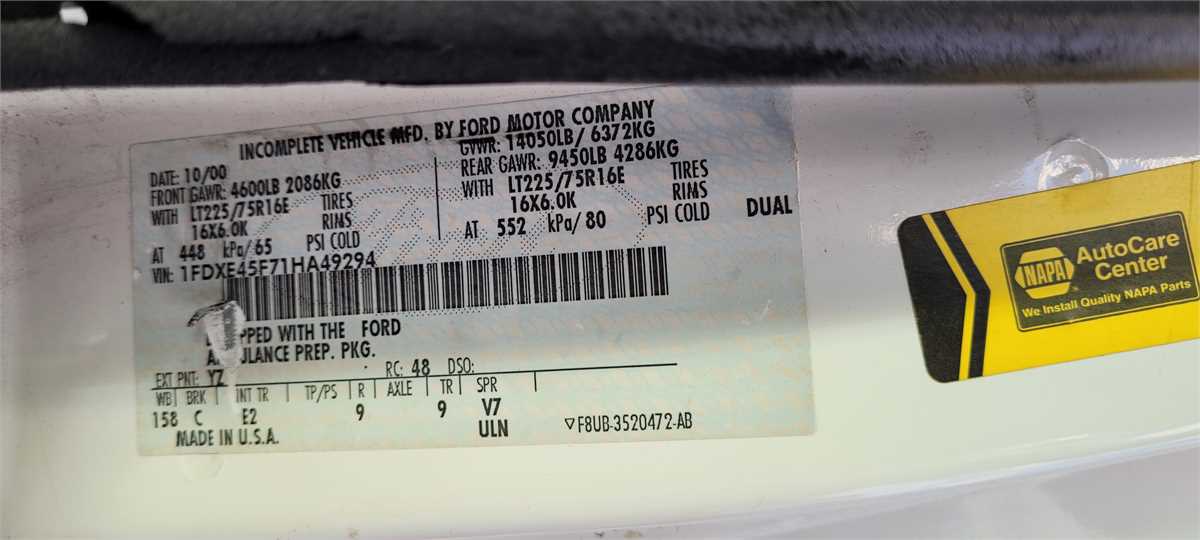 INCOMPLETE VEHICLE MFD. BY FORD MOTOR COMPANY
DATE: 10/00
GVWR: 14050LB/ 6372KG
FRONT GAWR: 4600LB 2086KG
REAR GAWR: 9450LB 4286KG
WITH LT225/75R16E TIRES
WITH LT225/75R16E TIRES
16X6.0K RIMS
16X6.0K RIMS
AT 448 kPa/65 PSI COLD
AT 552 kPa/80 PSI COLD DUAL
VIN: 1FDXE45F71HA49294
WITH THE FORD
PREP. PKG.
RC: 48 DSO:
EXT PNT: YZ
WB BRK INT TR TP/PS R AXLE TR SPR
158 C E2 9 9 V7
ULN
MADE IN U.S.A.
F8UB-3520472-AB
NAPA
AutoCare
Center
We Install Quality NAPA Parts